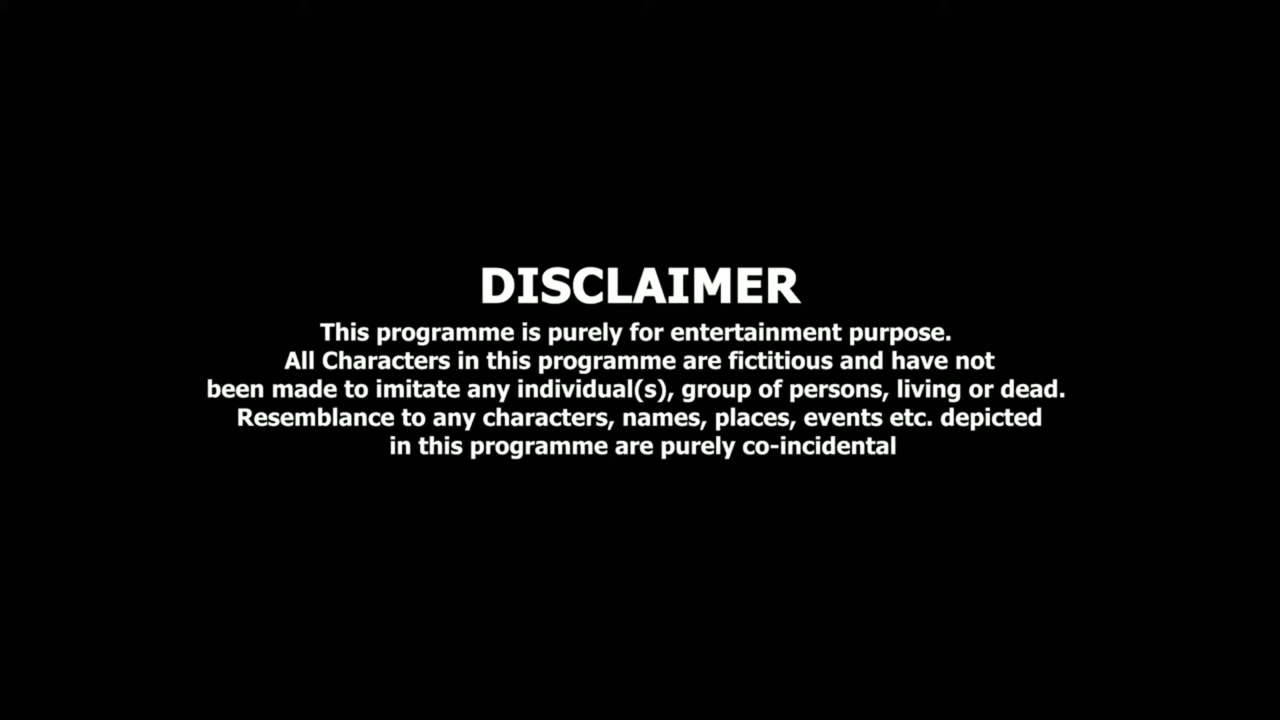 DISCLAIMER
This programme is purely for entertainment purpose.
All Characters in this programme are fictitious and have not
been made to imitate any individual(s), group of persons, living or dead.
Resemblance to any characters, names, places, events etc. depicted
in this programme are purely co-incidental